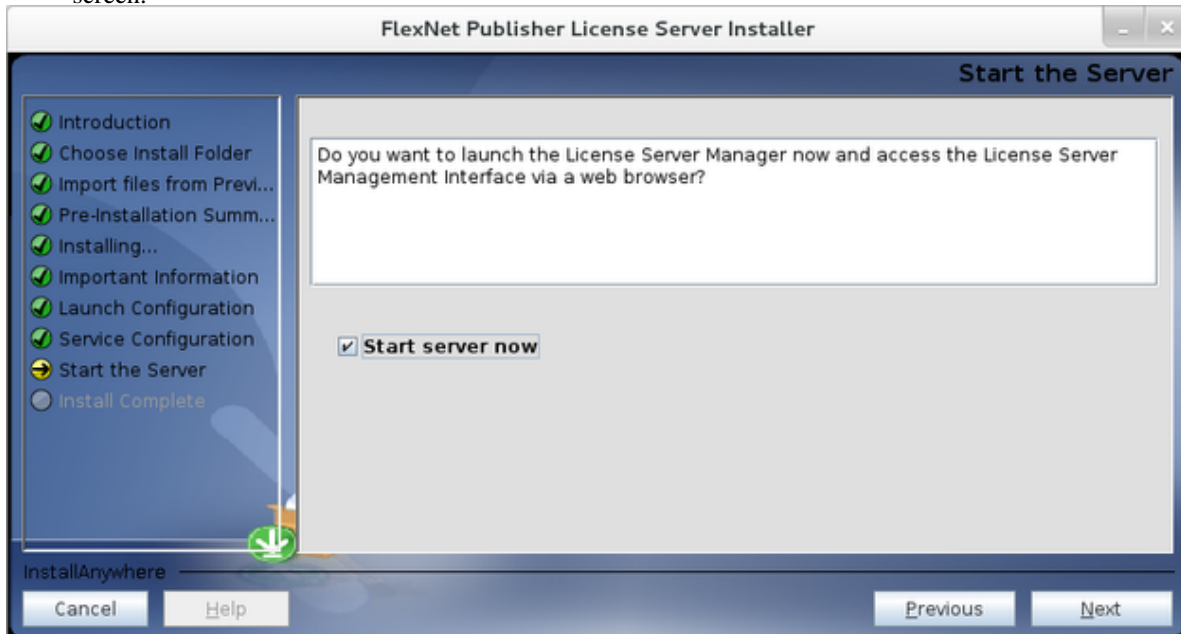 screen.
FlexNet Publisher License Server Installer
Start the Server
Introduction
Choose Install Folder
Import files from Previ...
Pre-Installation Summ...
Installing...
Important Information
Launch Configuration
Service Configuration
Start the Server
Install Complete
Do you want to launch the License Server Manager now and access the License Server
Management Interface via a web browser?
Start server now
InstallAnywhere
Cancel
Help
Previous
Next